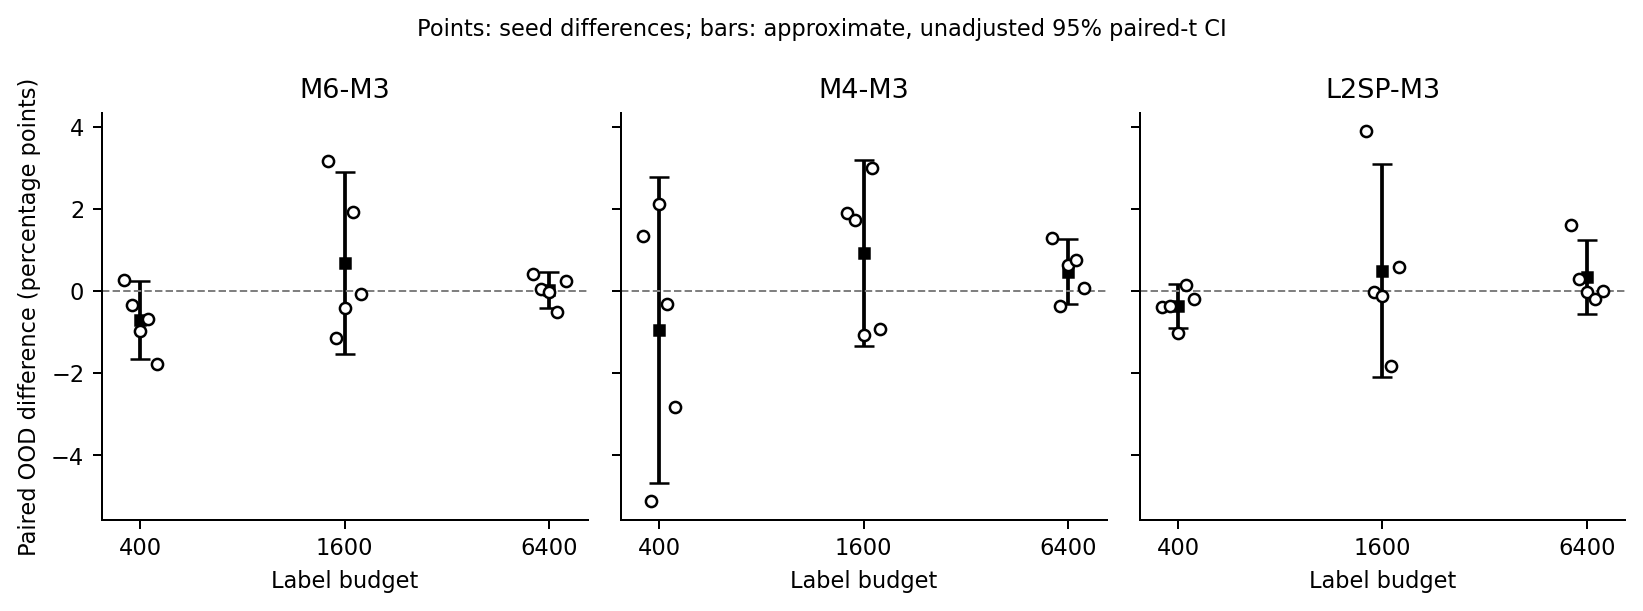 Points: seed differences; bars: approximate, unadjusted 95% paired-t CI
M6-M3
M4-M3
L2SP-M3
Paired OOD difference (percentage points)
4
2
0
−2
−4
400
1600
6400
400
1600
6400
400
1600
6400
Label budget
Label budget
Label budget